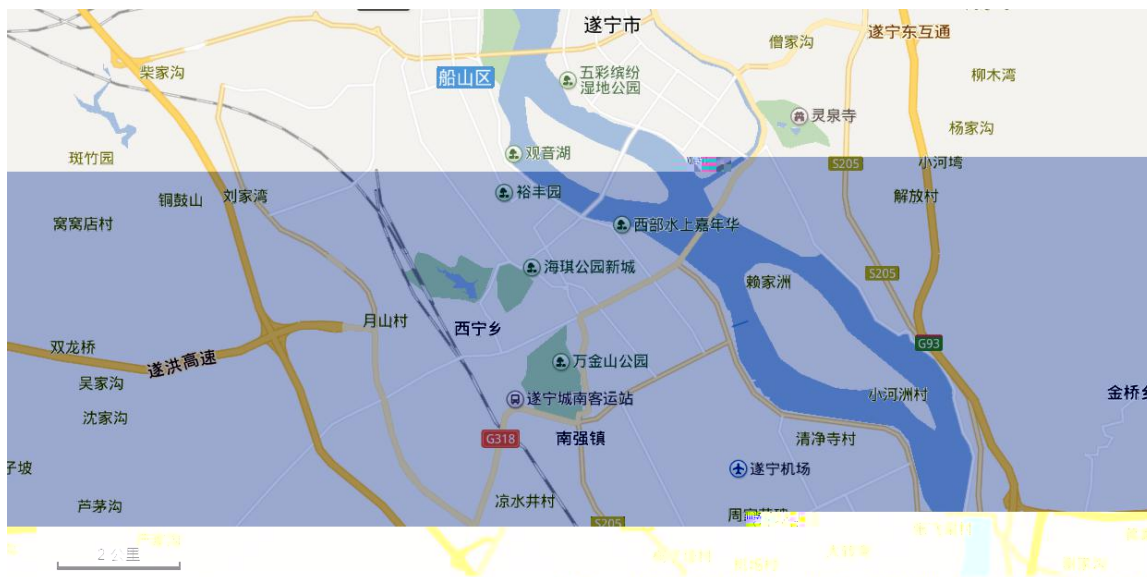 遂宁市
僧家沟
遂宁东互通
柴家沟
船山区
五彩缤纷
湿地公园
柳木湾
灵泉寺
杨家沟
斑竹园
观音湖
S205
小河塆
铜鼓山
刘家湾
裕丰园
解放村
窝窝店村
西部水上嘉年华
海琪公园新城
赖家洲
S205
月山村
西宁乡
双龙桥
遂洪高速
万金山公园
G93
吴家沟
遂宁城南客运站
小河洲村
金桥乡
沈家沟
G318
南强镇
清净寺村
子坡
遂宁机场
芦茅沟
凉水井村
S205
2 公里